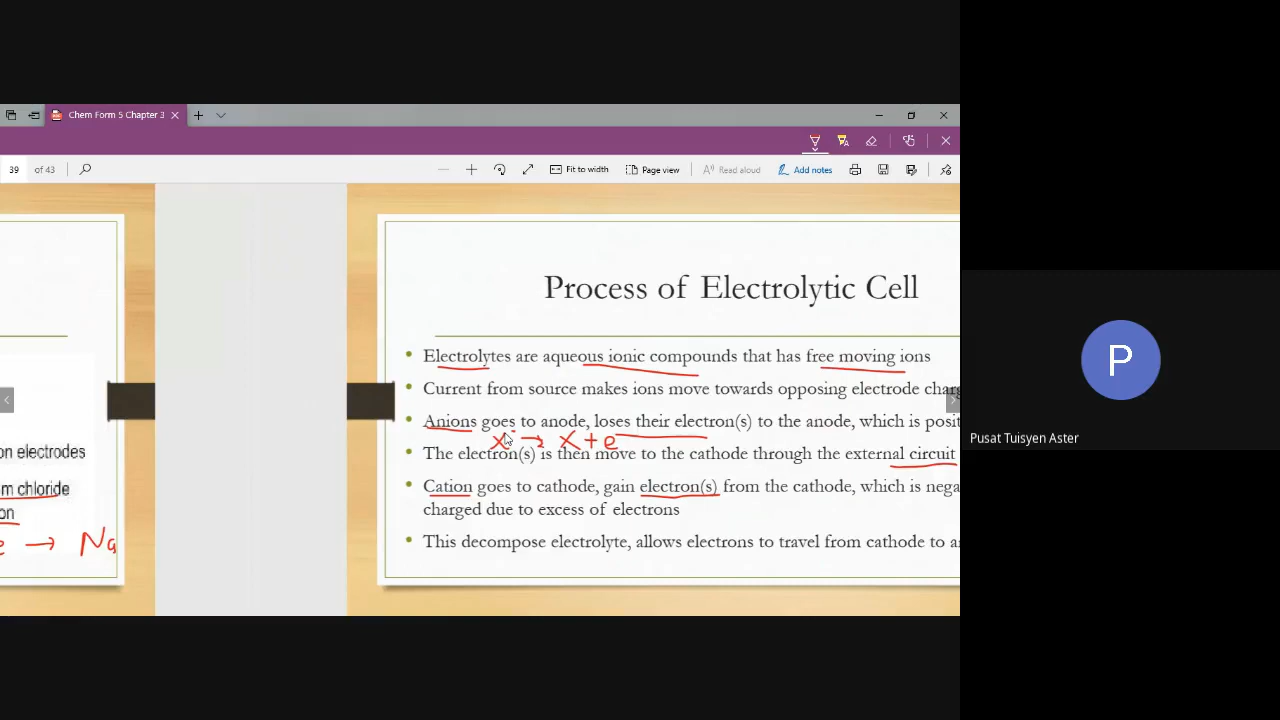 Chem Form 5 Chapter 3
39 of 43
Fit to width
Page view
Read aloud
Add notes
Process of Electrolytic Cell
Electrolytes are aqueous ionic compounds that has free moving ions
Current from source makes ions move towards opposing electrode charg
Anions goes to anode, loses their electron(s) to the anode, which is posit
X⁻ → X + e
The electron(s) is then move to the cathode through the external circuit
Cation goes to cathode, gain electron(s) from the cathode, which is nega
charged due to excess of electrons
This decompose electrolyte, allows electrons to travel from cathode to a
on electrodes
m chloride
on
e → Na
P
Pusat Tuisyen Aster